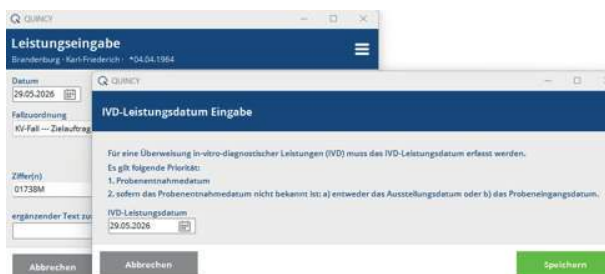 QUINCY
Leistungseingabe
Brandenburg · Karl-Friederich · *04.04.1964
Datum
29.05.2026
Fallzuordnung
KV-Fall --- Zielauftrag
Ziffer(n)
01738M
ergänzender Text zu
Abbrechen
QUINCY
IVD-Leistungsdatum Eingabe
Für eine Überweisung in-vitro-diagnostischer Leistungen (IVD) muss das IVD-Leistungsdatum erfasst werden.
Es gilt folgende Priorität:
1. Probenentnahmedatum
2. sofern das Probenentnahmedatum nicht bekannt ist: a) entweder das Ausstellungsdatum oder b) das Probeneingangsdatum.
IVD-Leistungsdatum
29.05.2026
Abbrechen
Speichern